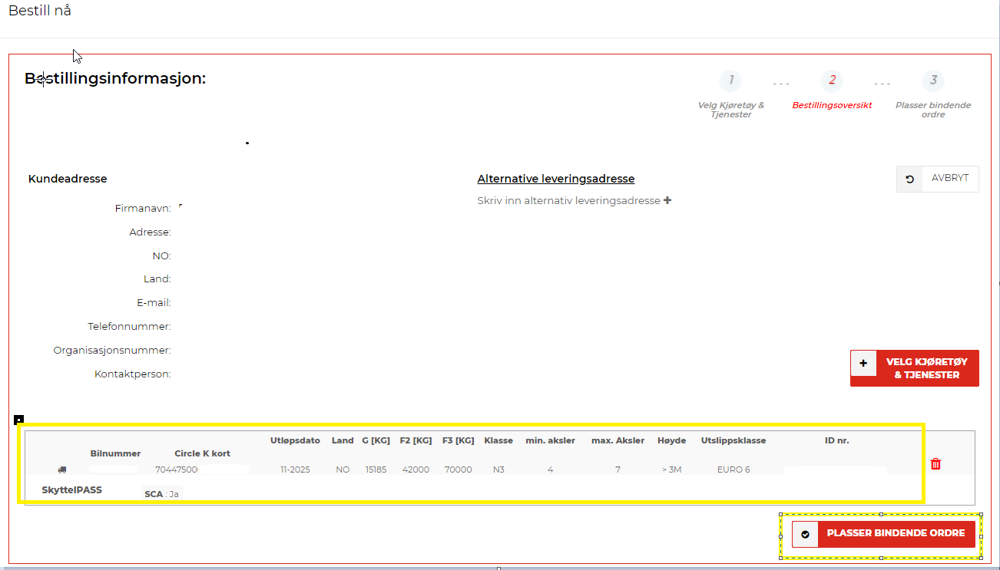 Bestill nå
Bestillingsinformasjon:
1
- - -
2
- - -
3
Velg Kjøretøy &
Tjenester
Bestillingsoversikt
Plasser bindende
ordre
Kundeadresse
Alternative leveringsadresse
AVBRYT
Skriv inn alternativ leveringsadresse +
Firmanavn:
Adresse:
NO:
Land:
E-mail:
Telefonnummer:
Organisasjonsnummer:
Kontaktperson:
VELG KJØRETØY
& TJENESTER
Bilnummer Circle K kort Utløpsdato Land G [KG] F2 [KG] F3 [KG] Klasse min. aksler max. Aksler Høyde Utslippsklasse ID nr.
70447500 11-2025 NO 15185 42000 70000 N3 4 7 > 3M EURO 6
SkyttelPASS SCA : Ja
PLASSER BINDENDE ORDRE